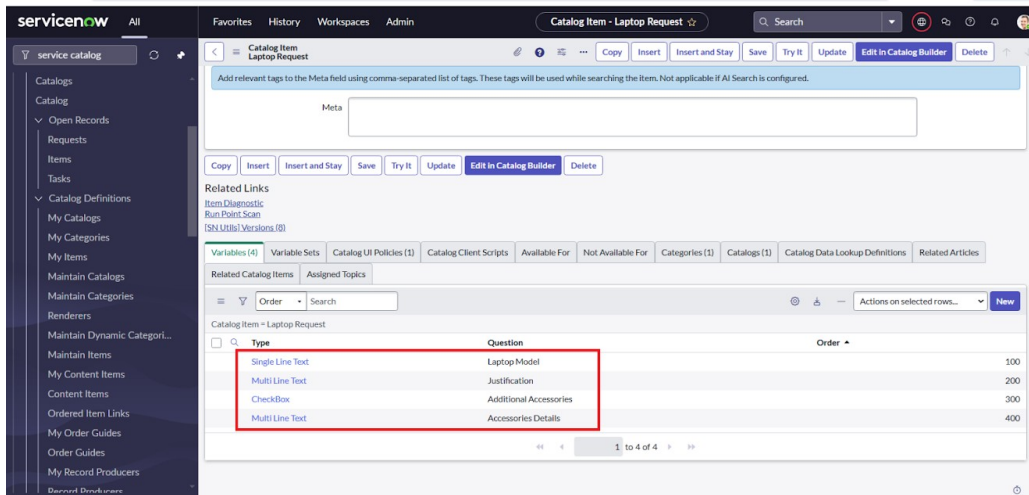 servicenow All Favorites History Workspaces Admin Catalog Item - Laptop Request Search
service catalog
Catalogs
Catalog
Open Records
Requests
Items
Tasks
Catalog Definitions
My Catalogs
My Categories
My Items
Maintain Catalogs
Maintain Categories
Renderers
Maintain Dynamic Categori...
Maintain Items
My Content Items
Content Items
Ordered Item Links
My Order Guides
Order Guides
My Record Producers
Record Producers
Catalog Item
Laptop Request
Copy Insert Insert and Stay Save Try It Update Edit in Catalog Builder Delete
Add relevant tags to the Meta field using comma-separated list of tags. These tags will be used while searching the item. Not applicable if AI Search is configured.
Meta
Copy Insert Insert and Stay Save Try It Update Edit in Catalog Builder Delete
Related Links
Item Diagnostic
Run Point Scan
[SN Utils] Versions (8)
Variables (4) Variable Sets Catalog UI Policies (1) Catalog Client Scripts Available For Not Available For Categories (1) Catalogs (1) Catalog Data Lookup Definitions Related Articles
Related Catalog Items Assigned Topics
Order Search Actions on selected rows... New
Catalog item = Laptop Request
Type Question Order
Single Line Text Laptop Model 100
Multi Line Text Justification 200
CheckBox Additional Accessories 300
Multi Line Text Accessories Details 400
1 to 4 of 4